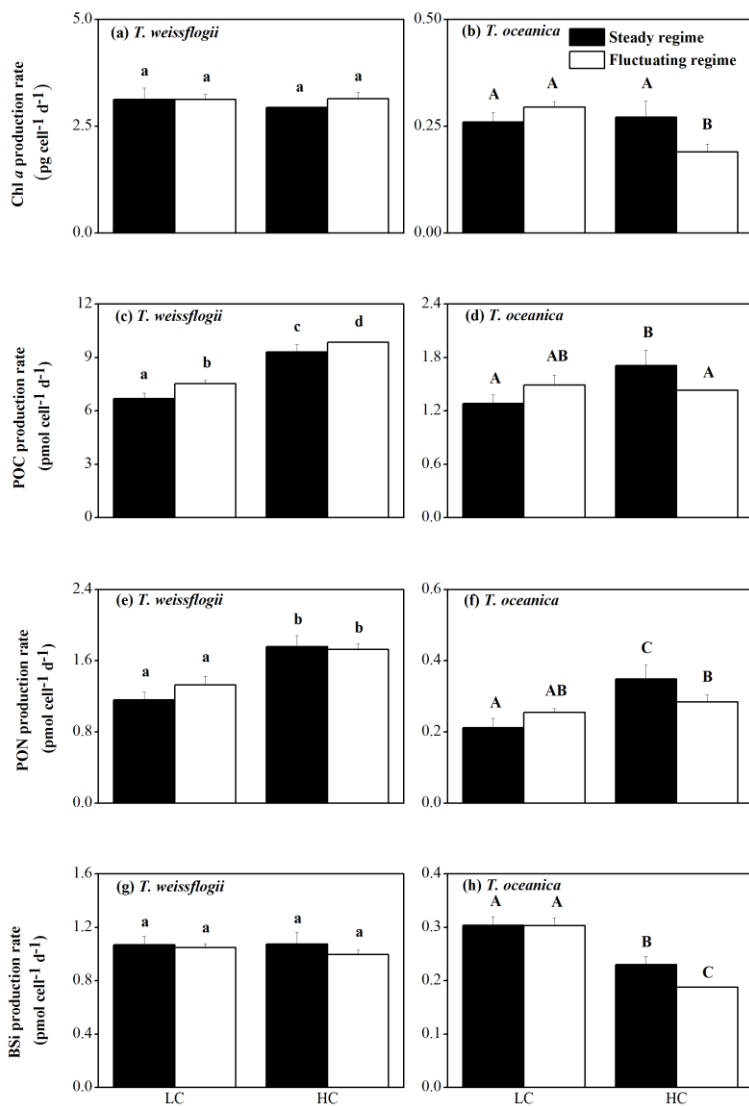 (a) T. weissflogii
(b) T. oceanica
Steady regime
Fluctuating regime
Chl a production rate
(pg cell-1 d-1)
5.0
2.5
0.0
a
a
a
a
0.50
0.25
0.00
A
A
A
B
(c) T. weissflogii
(d) T. oceanica
POC production rate
(pmol cell-1 d-1)
12
9
6
3
0
a
b
c
d
2.4
1.8
1.2
0.6
0.0
A
AB
B
A
(e) T. weissflogii
(f) T. oceanica
PON production rate
(pmol cell-1 d-1)
2.4
1.6
0.8
0.0
a
a
b
b
0.6
0.4
0.2
0.0
A
AB
C
B
(g) T. weissflogii
(h) T. oceanica
BSi production rate
(pmol cell-1 d-1)
1.6
1.2
0.8
0.4
0.0
a
a
a
a
0.4
0.3
0.2
0.1
0.0
A
A
B
C
LC
HC
LC
HC